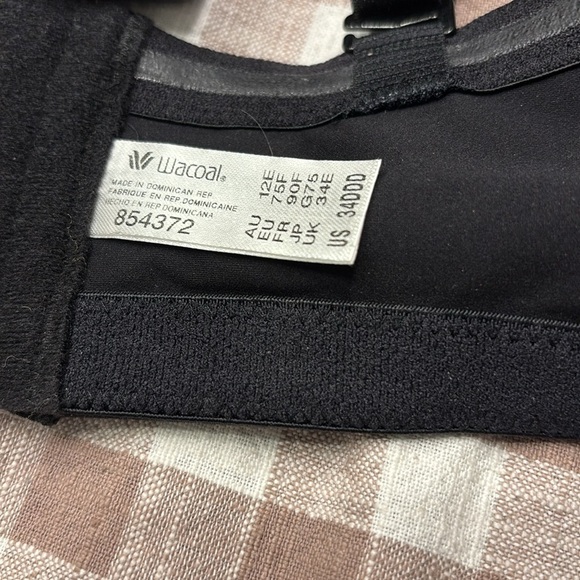 Wacoal®
MADE IN DOMINICAN REP.
FABRIQUE EN REP. DOMINICAINE
HECHO EN REP. DOMINICANA
854372
AU 12E
EU 75F
FR 90F
JP G75
UK 34E
US 34DDD